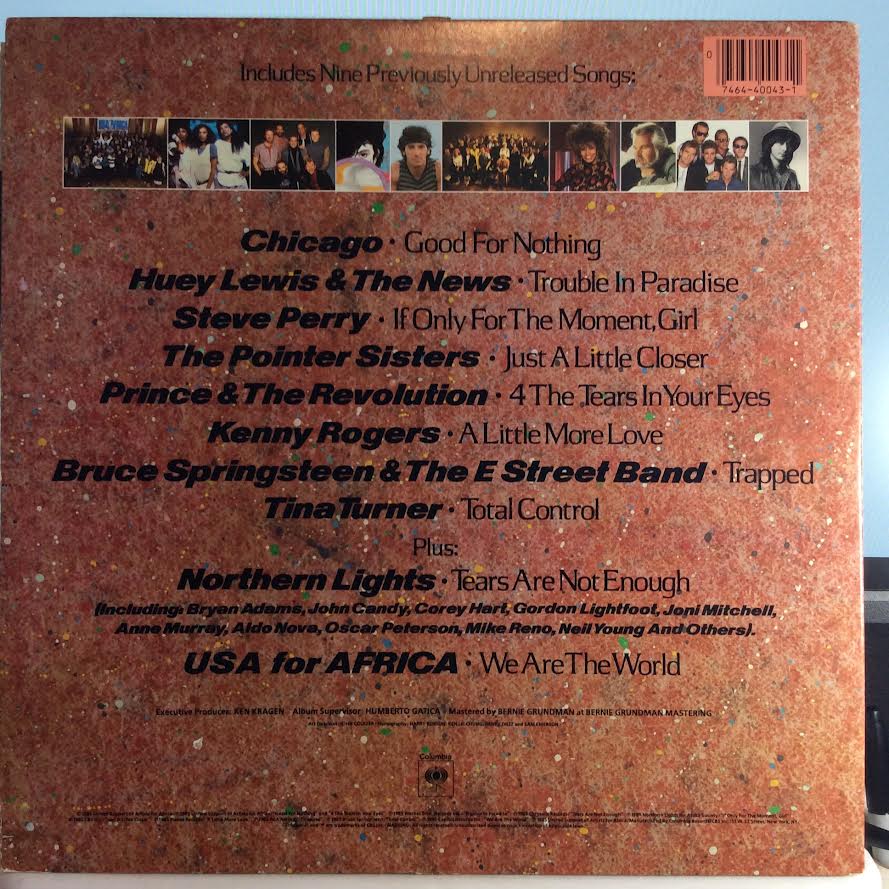 Includes Nine Previously Unreleased Songs:
0
7464-40043-1
Chicago · Good For Nothing
Huey Lewis & The News · Trouble In Paradise
Steve Perry · If Only For The Moment, Girl
The Pointer Sisters · Just A Little Closer
Prince & The Revolution · 4 The Tears In Your Eyes
Kenny Rogers · A Little More Love
Bruce Springsteen & The E Street Band · Trapped
Tina Turner · Total Control
Plus:
Northern Lights · Tears Are Not Enough
(Including: Bryan Adams, John Candy, Corey Hart, Gordon Lightfoot, Joni Mitchell,
Anne Murray, Aldo Nova, Oscar Peterson, Mike Reno, Neil Young And Others).
USA for AFRICA · We Are The World
Executive Producer: KEN KRAGEN Album Supervisor: HUMBERTO GATICA · Mastered by BERNIE GRUNDMAN at BERNIE GRUNDMAN MASTERING
Columbia